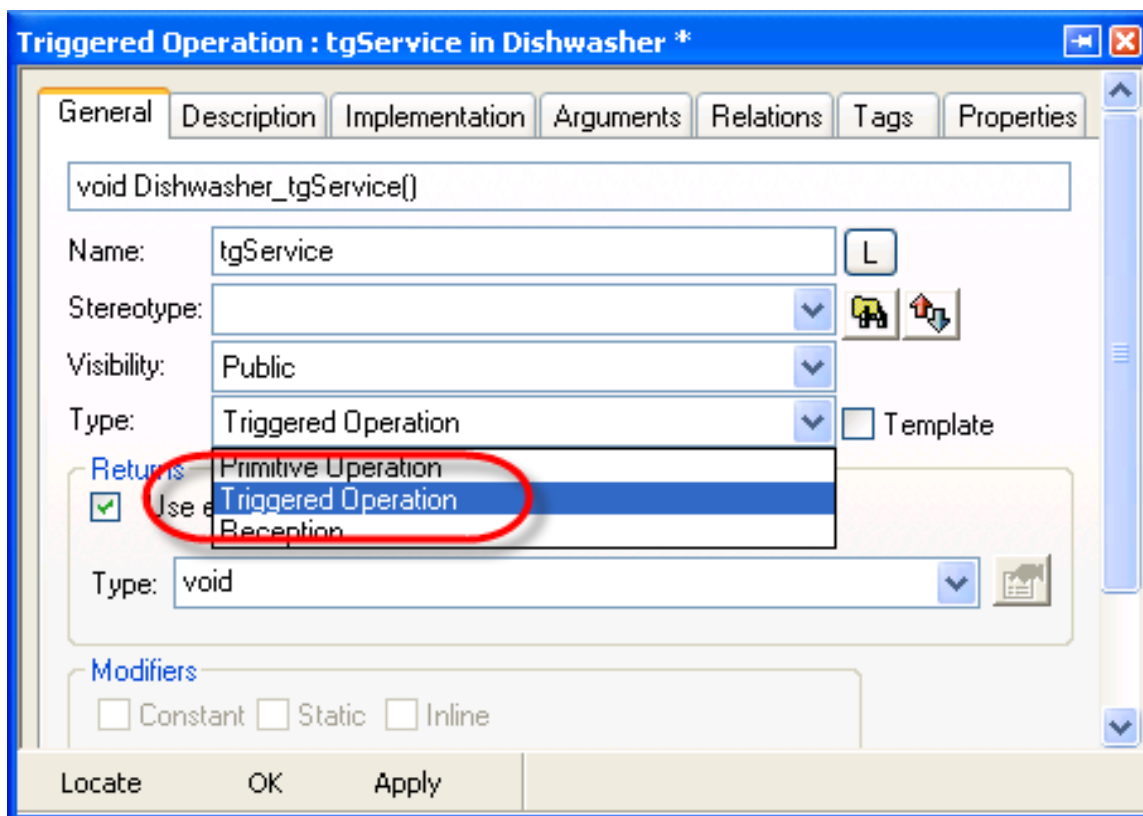 Triggered Operation : tgService in Dishwasher *
General Description Implementation Arguments Relations Tags Properties
void Dishwasher_tgService()
Name: tgService L
Stereotype:
Visibility: Public
Type: Triggered Operation Template
Returns Primitive Operation
Use e Triggered Operation
Reception
Type: void
Modifiers
Constant Static Inline
Locate OK Apply